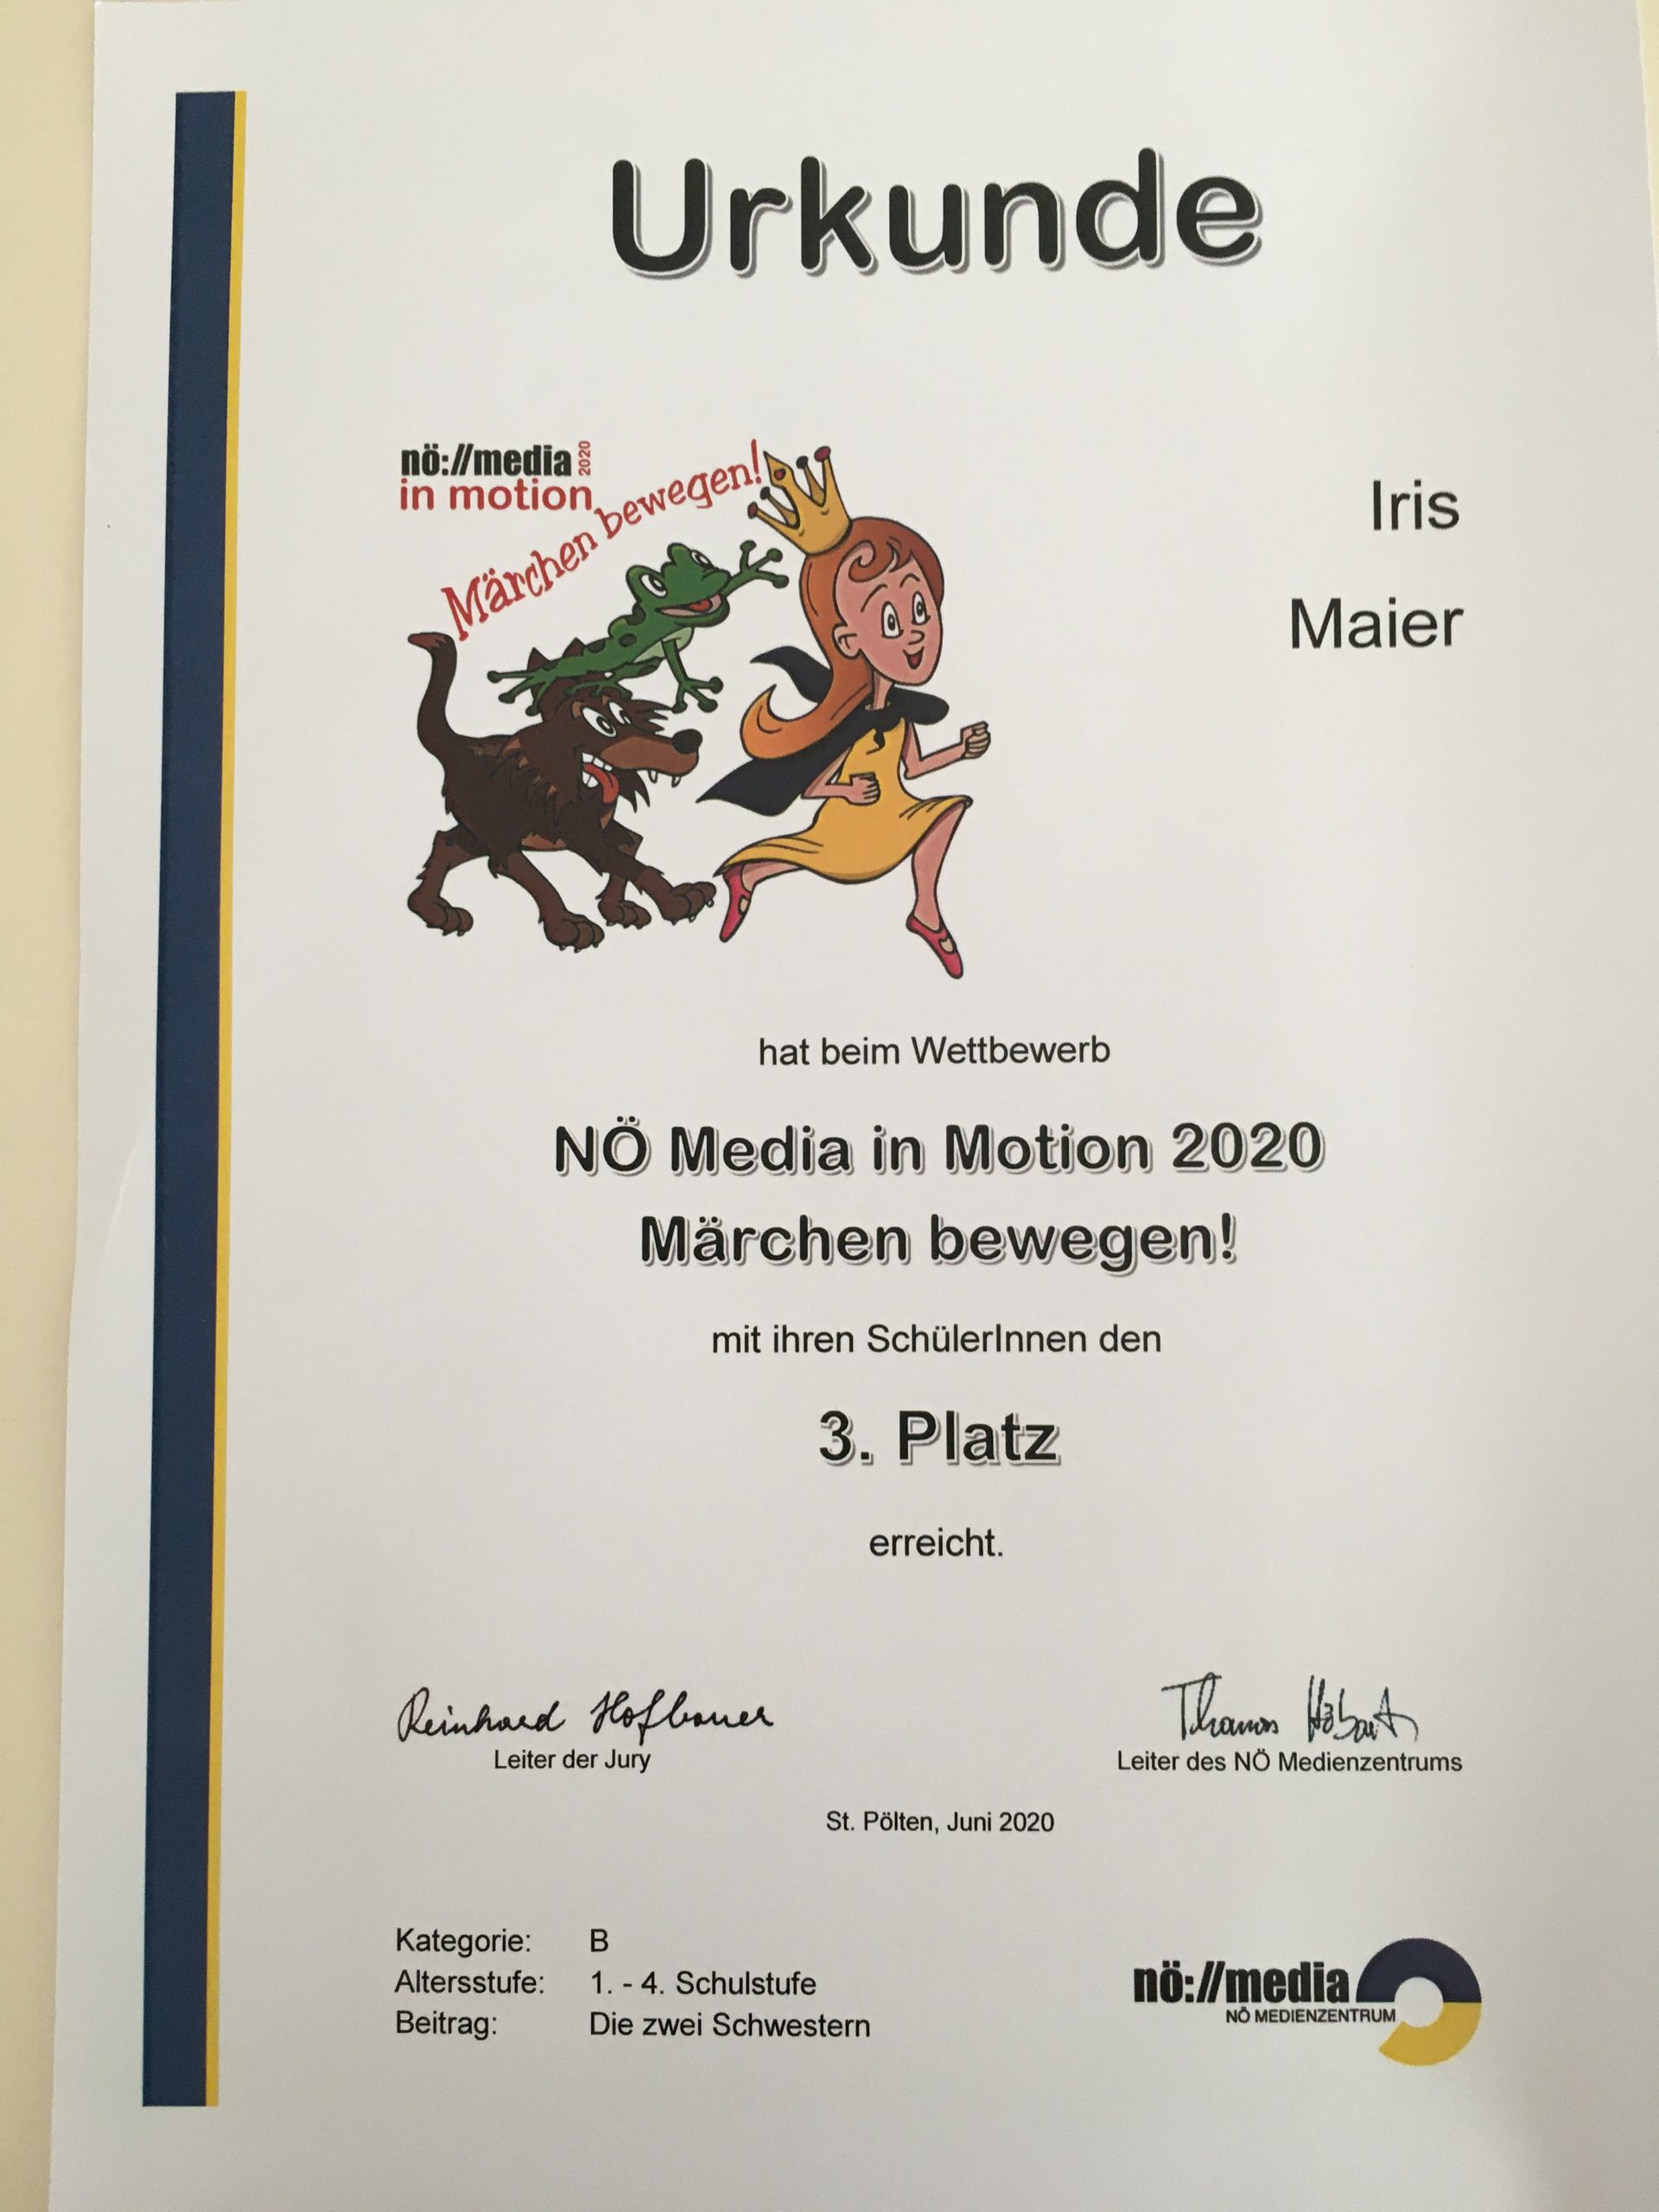 Urkunde
nö://media 2020
in motion
Märchen bewegen!
Iris
Maier
hat beim Wettbewerb
NÖ Media in Motion 2020
Märchen bewegen!
mit ihren SchülerInnen den
3. Platz
erreicht.
Reinhard Hofbauer
Leiter der Jury
Thomas
Leiter des NÖ Medienzentrums
St. Pölten, Juni 2020
Kategorie: B
Altersstufe: 1. - 4. Schulstufe
Beitrag: Die zwei Schwestern
nö://media
NÖ MEDIENZENTRUM